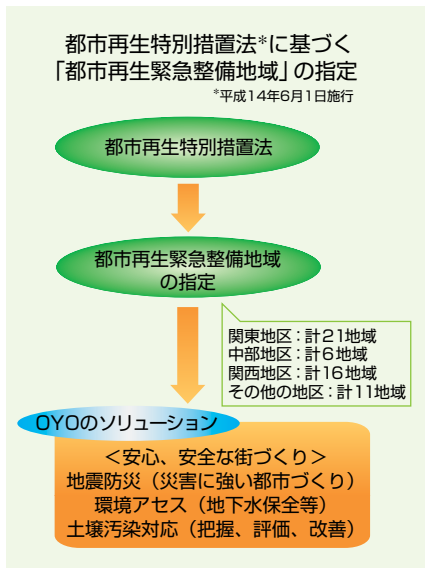 都市再生特別措置法*に基づく
「都市再生緊急整備地域」の指定
*平成14年6月1日施行
都市再生特別措置法
都市再生緊急整備地域
の指定
関東地区：計21地域
中部地区：計6地域
関西地区：計16地域
その他の地区：計11地域
OYOのソリューション
＜安心、安全な街づくり＞
地震防災（災害に強い都市づくり）
環境アセス（地下水保全等）
土壌汚染対応（把握、評価、改善）